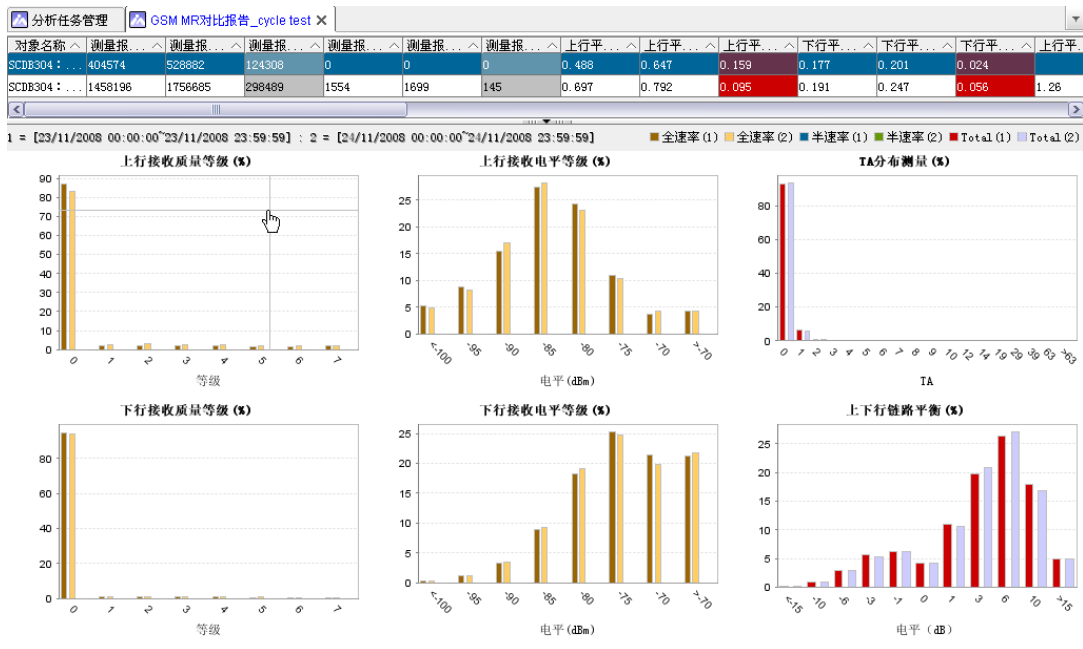 分析任务管理 GSM MR对比报告_cycle test
对象名称 测量报... 测量报... 测量报... 测量报... 测量报... 测量报... 上行平... 上行平... 上行平... 下行平... 下行平... 下行平... 上行平...
SCDB304：... 404574 528882 124308 0 0 0 0.488 0.647 0.159 0.177 0.201 0.024
SCDB304：... 1458196 1756685 298489 1554 1699 145 0.697 0.792 0.095 0.191 0.247 0.056 1.26
1 = [23/11/2008 00:00:00~23/11/2008 23:59:59] : 2 = [24/11/2008 00:00:00~24/11/2008 23:59:59] 全速率(1) 全速率(2) 半速率(1) 半速率(2) Total(1) Total(2)
上行接收质量等级(%)
90
80
70
60
50
40
30
20
10
0
0 1 2 3 4 5 6 7
等级
上行接收电平等级(%)
25
20
15
10
5
0
<-100 -95 -90 -85 -80 -75 -70 >-70
电平(dBm)
TA分布测量(%)
80
60
40
20
0
0 1 2 3 4 5 6 7 8 9 10 12 14 19 29 39 63 >63
TA
下行接收质量等级(%)
80
60
40
20
0
0 1 2 3 4 5 6 7
等级
下行接收电平等级(%)
25
20
15
10
5
0
<-100 -95 -90 -85 -80 -75 -70 >-70
电平(dBm)
上下行链路平衡(%)
25
20
15
10
5
0
<-15 -10 -6 -3 -1 0 1 3 6 10 >15
电平（dB）